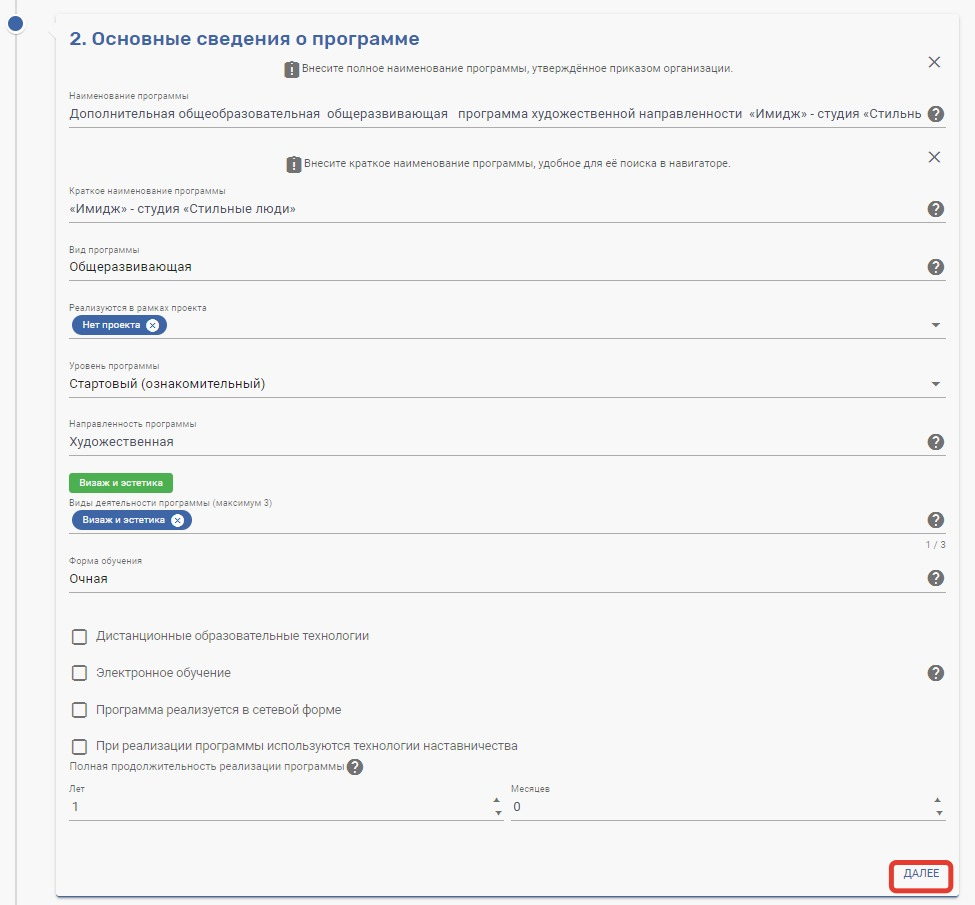 2. Основные сведения о программе
Внесите полное наименование программы, утверждённое приказом организации.
Наименование программы
Дополнительная общеобразовательная общеразвивающая программа художественной направленности «Имидж» - студия «Стильнь
Внесите краткое наименование программы, удобное для её поиска в навигаторе.
Краткое наименование программы
«Имидж» - студия «Стильные люди»
Вид программы
Общеразвивающая
Реализуются в рамках проекта
Нет проекта
Уровень программы
Стартовый (ознакомительный)
Направленность программы
Художественная
Визаж и эстетика
Виды деятельности программы (максимум 3)
Визаж и эстетика
1 / 3
Форма обучения
Очная
Дистанционные образовательные технологии
Электронное обучение
Программа реализуется в сетевой форме
При реализации программы используются технологии наставничества
Полная продолжительность реализации программы
Лет Месяцев
1 0
ДАЛЕЕ